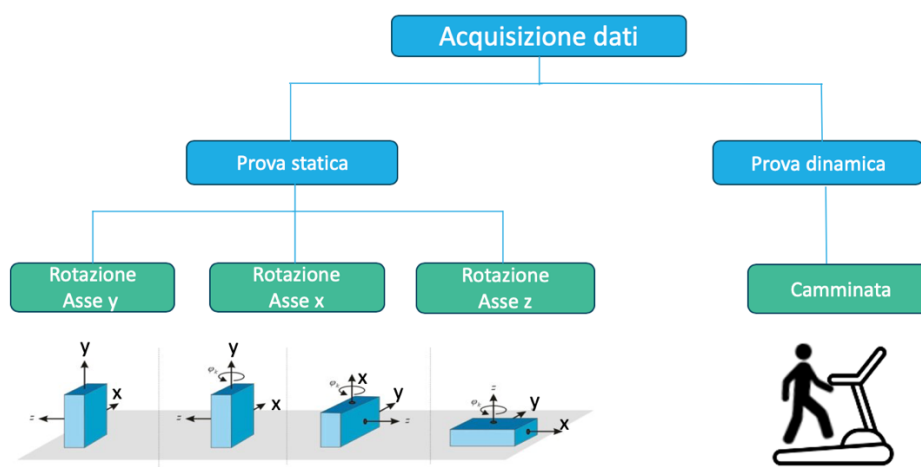 Acquisizione dati
Prova statica
Prova dinamica
Rotazione
Asse y
Rotazione
Asse x
Rotazione
Asse z
Camminata
y
x
z
y
x
z
x
y
z
z
y
x